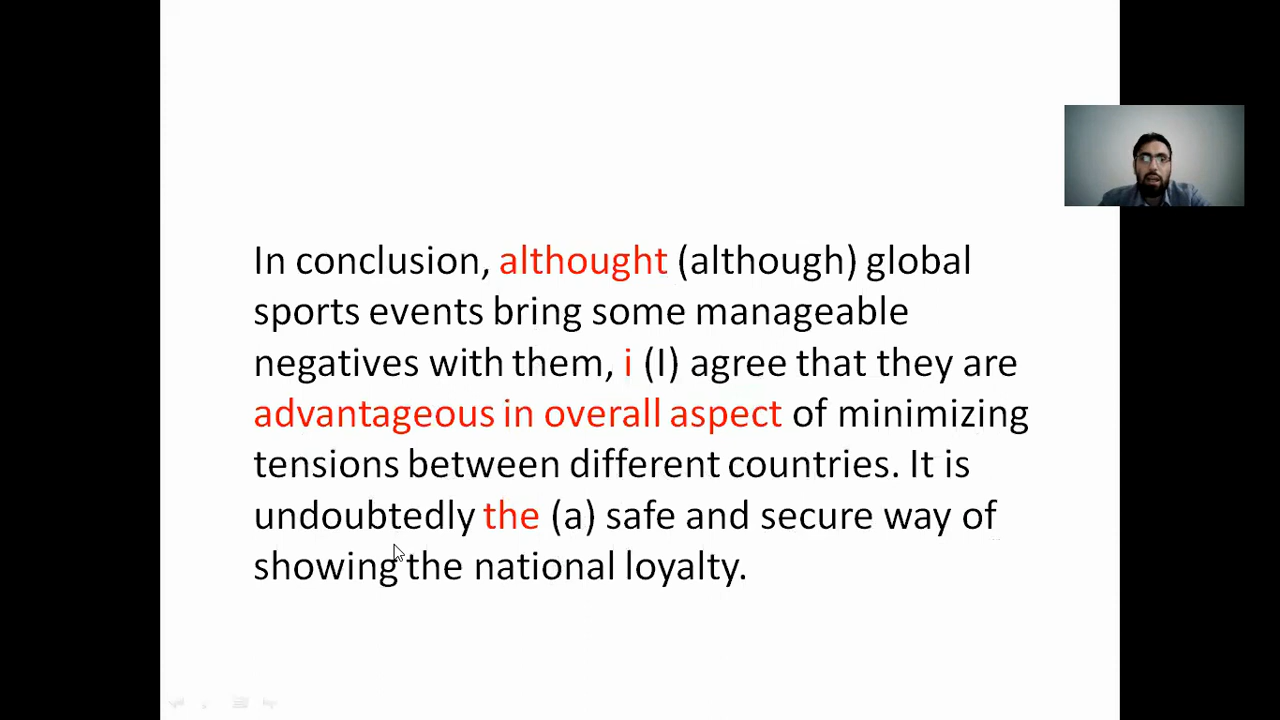 In conclusion, althought (although) global
sports events bring some manageable
negatives with them, i (I) agree that they are
advantageous in overall aspect of minimizing
tensions between different countries. It is
undoubtedly the (a) safe and secure way of
showing the national loyalty.